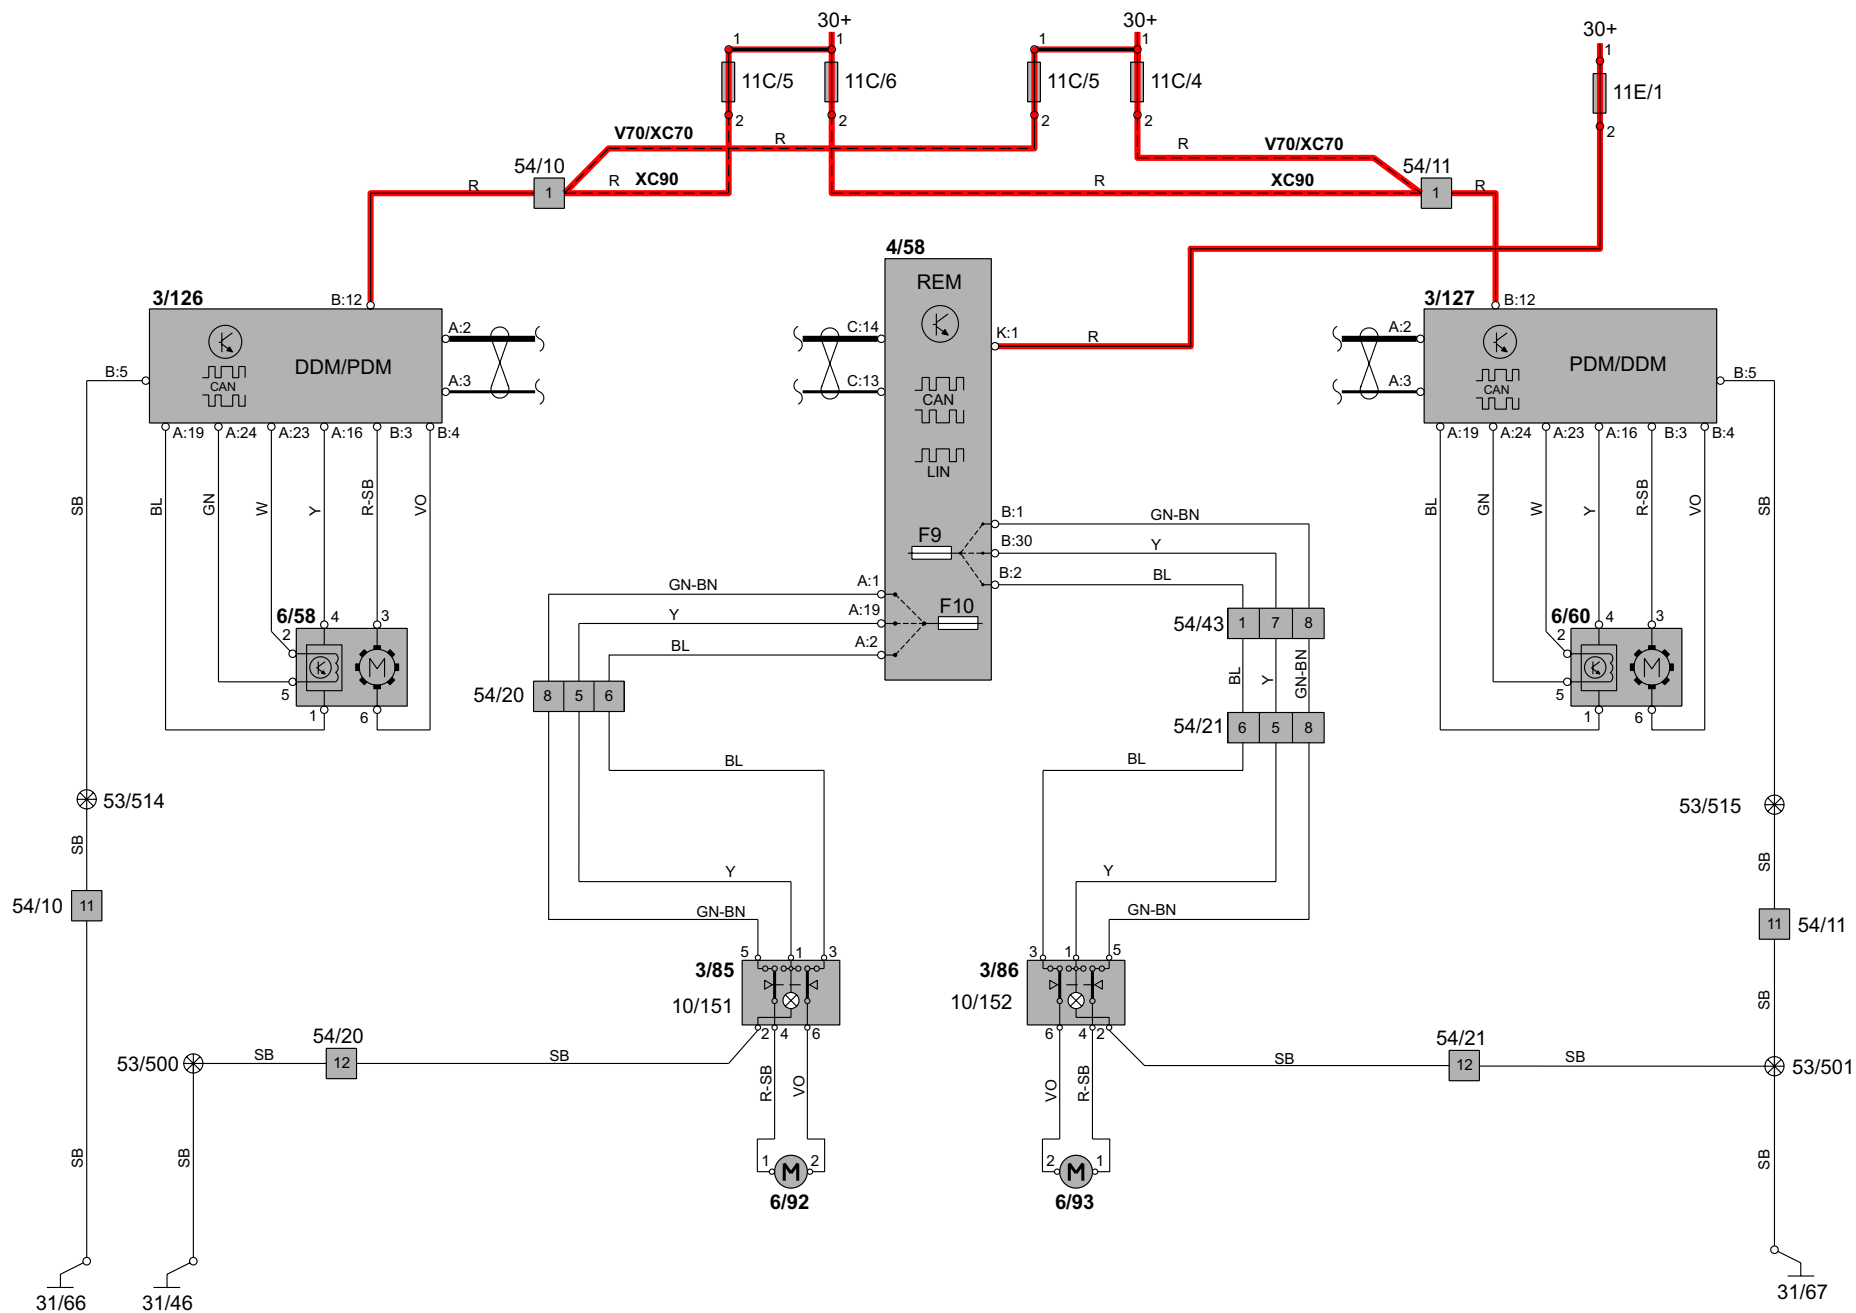 30+
30+
30+
1
1
1
1
1
11C/5
11C/6
11C/5
11C/4
11E/1
2
2
2
2
2
V70/XC70
R
R
V70/XC70
54/10
1
R
R
XC90
R
XC90
54/11
1
R
4/58
REM
3/126
B:12
DDM/PDM
CAN
A:2
A:3
B:5
C:14
C:13
K:1
R
CAN
LIN
3/127
B:12
PDM/DDM
CAN
A:2
A:3
B:5
A:19
A:24
A:23
A:16
B:3
B:4
A:19
A:24
A:23
A:16
B:3
B:4
SB
BL
GN
W
Y
R-SB
VO
BL
GN
W
Y
R-SB
VO
SB
B:1
GN-BN
F9
B:30
Y
B:2
BL
GN-BN
A:1
F10
Y
A:19
BL
A:2
54/43
1
7
8
BL
Y
GN-BN
6/58
4
3
2
M
5
1
6
6/60
4
3
2
M
5
1
6
54/20
8
5
6
54/21
6
5
8
BL
BL
53/514
53/515
SB
SB
Y
Y
54/10
11
GN-BN
GN-BN
11
54/11
5
1
3
3
1
5
3/85
10/151
3/86
10/152
SB
2
4
6
6
4
2
54/20
12
53/500
SB
SB
54/21
12
SB
SB
53/501
R-SB
VO
VO
R-SB
SB
SB
SB
1
M
2
2
M
1
6/92
6/93
31/66
31/46
31/67